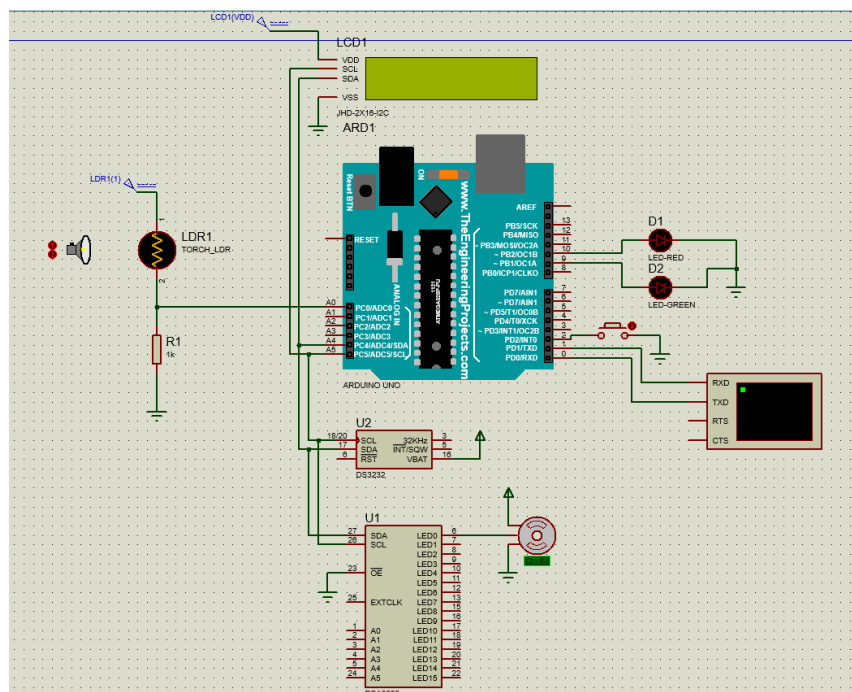 LCD1(VDD)
LCD1
VDD
SCL
SDA
VSS
JHD-2X16-I2C
ARD1
LDR1(1)
1
LDR1
TORCH_LDR
2
R1
1k
Reset BTN
ON
www.TheEngineeringProjects.com
ANALOG IN
ATMEGA328P-PU
1121
RESET
A0 PC0/ADC0
A1 PC1/ADC1
A2 PC2/ADC2
A3 PC3/ADC3
A4 PC4/ADC4/SDA
A5 PC5/ADC5/SCL
ARDUINO UNO
AREF
PB5/SCK 13
PB4/MISO 12
~ PB3/MOSI/OC2A 11
~ PB2/OC1B 10
~ PB1/OC1A 9
PB0/ICP1/CLKO 8
PD7/AIN1 7
~ PD7/AIN1 6
~ PD5/T1/OC0B 5
PD4/T0/XCK 4
~ PD3/INT1/OC2B 3
PD2/INT0 2
PD1/TXD 1
PD0/RXD 0
D1
LED-RED
D2
LED-GREEN
RXD
TXD
RTS
CTS
U2
18/20 SCL 32KHz 3
17 SDA INT/SQW 5
6 RST VBAT 16
DS3232
U1
27 SDA LED0 6
26 SCL LED1 7
LED2 8
LED3 9
23 OE LED4 10
LED5 11
LED6 12
25 EXTCLK LED7 13
LED8 15
LED9 16
1 A0 LED10 17
2 A1 LED11 18
3 A2 LED12 19
4 A3 LED13 20
5 A4 LED14 21
24 A5 LED15 22